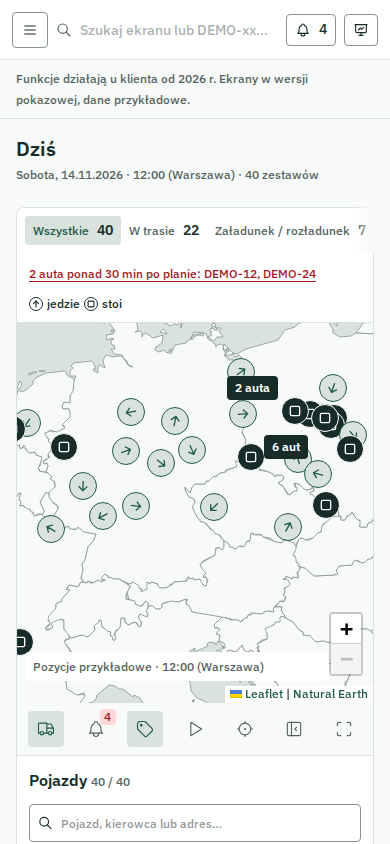 Szukaj ekranu lub DEMO-xx...
4
Funkcje działają u klienta od 2026 r. Ekrany w wersji
pokazowej, dane przykładowe.
Dziś
Sobota, 14.11.2026 · 12:00 (Warszawa) · 40 zestawów
Wszystkie 40
W trasie 22
Załadunek / rozładunek 7
2 auta ponad 30 min po planie: DEMO-12, DEMO-24
jedzie
stoi
2 auta
6 aut
+
−
Pozycje przykładowe · 12:00 (Warszawa)
Leaflet | Natural Earth
4
Pojazdy 40 / 40
Pojazd, kierowca lub adres...